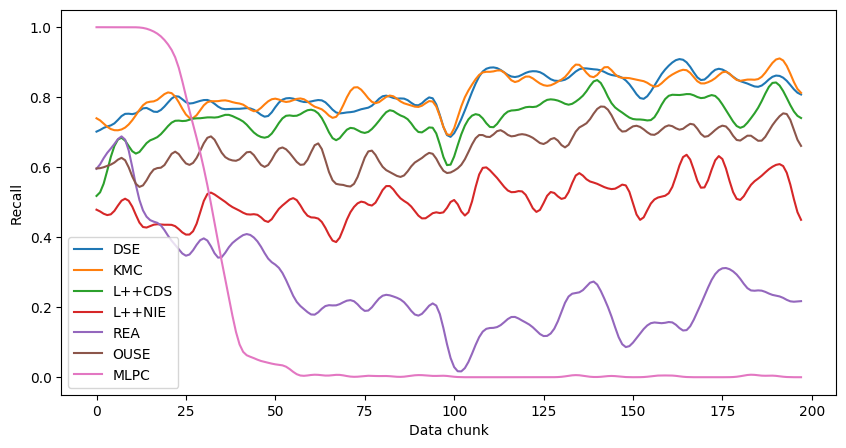 1.0
0.8
0.6
0.4
0.2
0.0
Recall
DSE
KMC
L++CDS
L++NIE
REA
OUSE
MLPC
0 25 50 75 100 125 150 175 200
Data chunk